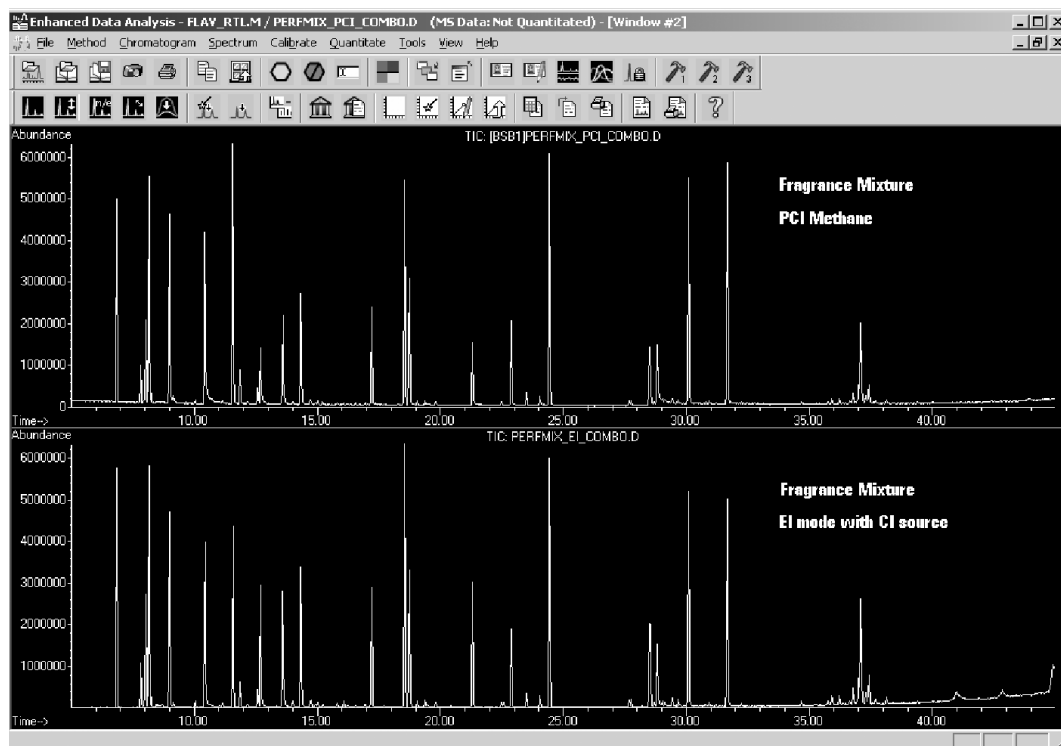 Enhanced Data Analysis - FLAV_RTL.M / PERFMIX_PCI_COMBO.D (MS Data: Not Quantitated) - [Window #2]
File Method Chromatogram Spectrum Calibrate Quantitate Tools View Help
Abundance
TIC: [BSB1]PERFMIX_PCI_COMBO.D
6000000
Fragrance Mixture
5000000
PCI Methane
4000000
3000000
2000000
1000000
0
Time--> 10.00 15.00 20.00 25.00 30.00 35.00 40.00
Abundance
TIC: PERFMIX_EI_COMBO.D
6000000
Fragrance Mixture
5000000
EI mode with CI source
4000000
3000000
2000000
1000000
Time--> 10.00 15.00 20.00 25.00 30.00 35.00 40.00